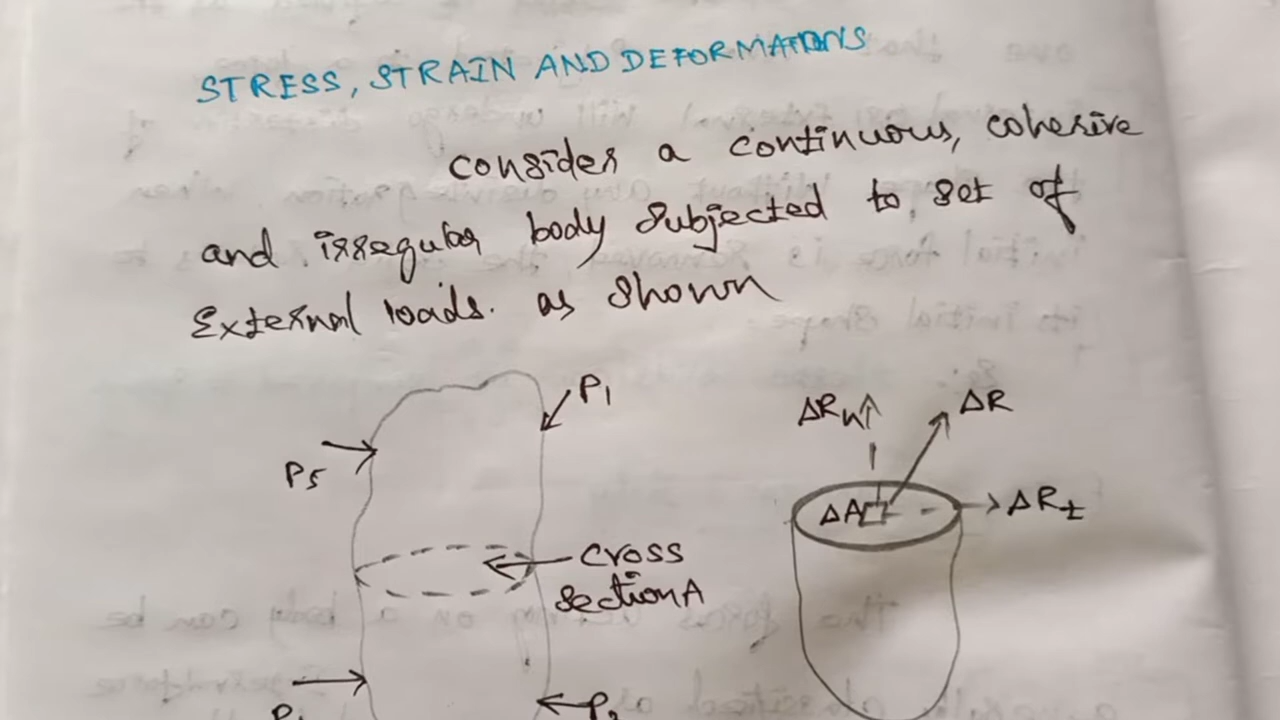 STRESS, STRAIN AND DEFORMATIONS
consider a continuous, cohesive
and irregular body subjected to set of
External loads. as shown
P1
P5
ΔRn
ΔR
ΔA
ΔRt
cross
section A